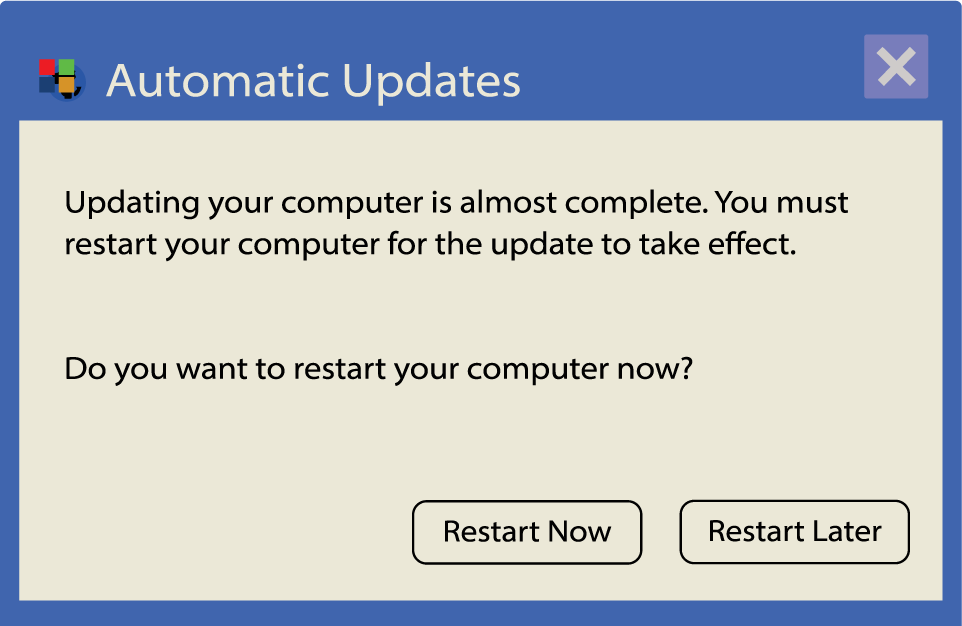 Automatic Updates
Updating your computer is almost complete. You must
restart your computer for the update to take effect.
Do you want to restart your computer now?
Restart Now
Restart Later